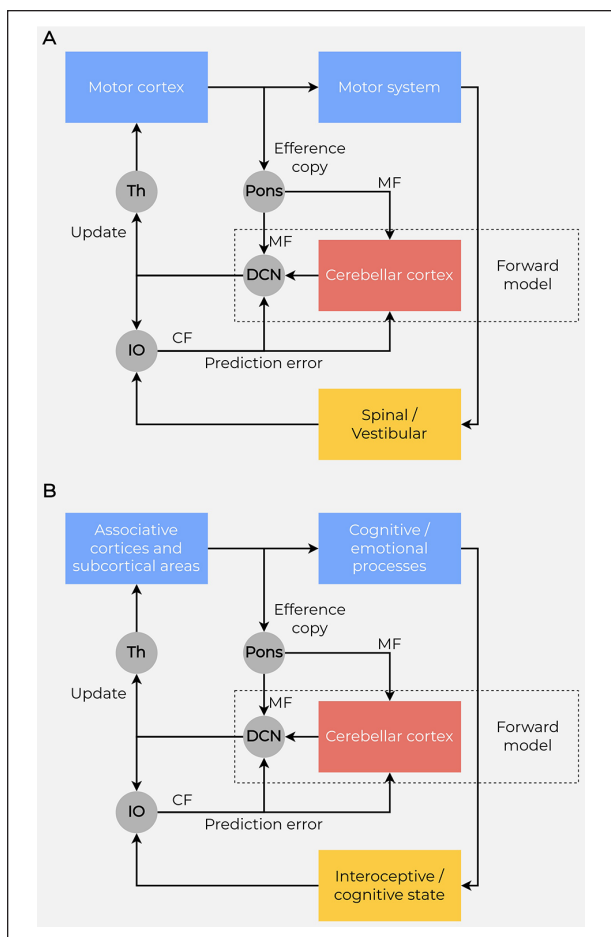 A
Motor cortex
Motor system
Efference
copy
Th
Pons
MF
Update
MF
DCN
Cerebellar cortex
Forward
model
IO
CF
Prediction error
Spinal /
Vestibular
B
Associative
cortices and
subcortical areas
Cognitive /
emotional
processes
Efference
copy
Th
Pons
MF
Update
MF
DCN
Cerebellar cortex
Forward
model
IO
CF
Prediction error
Interoceptive /
cognitive state